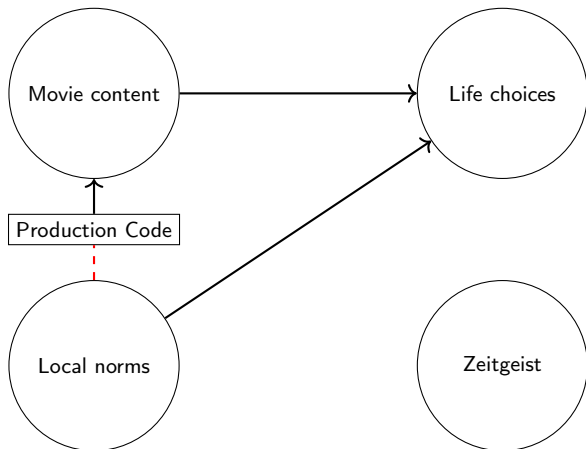 Movie content
Life choices
Production Code
Local norms
Zeitgeist